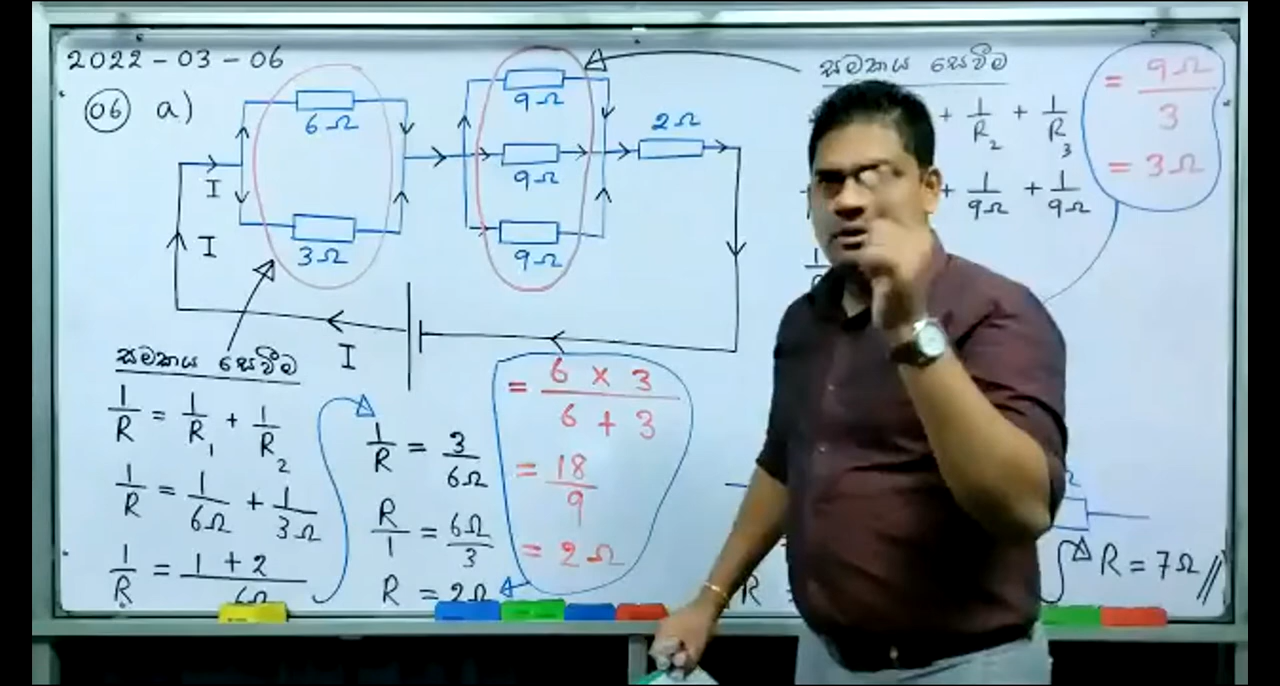 2022-03-06
06 a)
6Ω
3Ω
I
I
I
9Ω
9Ω
9Ω
2Ω
සමකය සෙවීම
+ 1/R₂ + 1/R₃
+ 1/9Ω + 1/9Ω
= 9Ω/3
= 3Ω
සමකය සෙවීම
1/R = 1/R₁ + 1/R₂
1/R = 1/6Ω + 1/3Ω
1/R = 1 + 2/6Ω
1/R = 3/6Ω
R/1 = 6Ω/3
R = 2Ω
= 6 × 3/6 + 3
= 18/9
= 2Ω
R =
R = 7Ω //